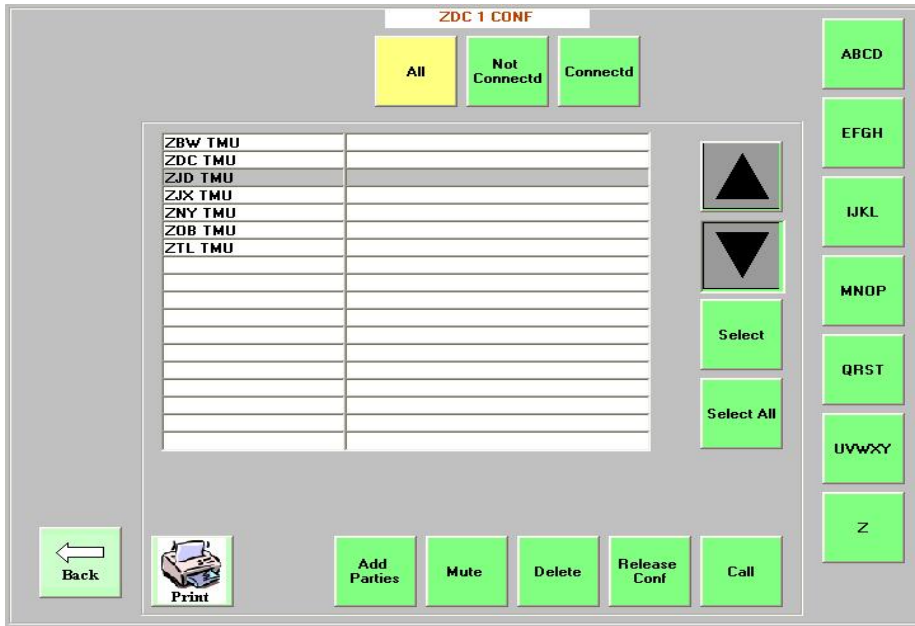 ZDC 1 CONF
All
Not
Connectd
Connectd
ABCD
EFGH
IJKL
MNOP
QRST
UVWXY
Z
ZBW TMU
ZDC TMU
ZJD TMU
ZJX TMU
ZNY TMU
ZOB TMU
ZTL TMU
Select
Select All
Back
Print
Add
Parties
Mute
Delete
Release
Conf
Call